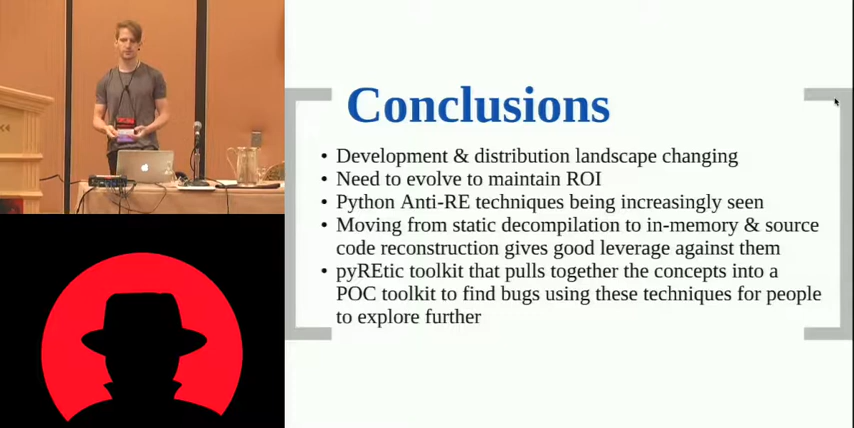 Conclusions
• Development & distribution landscape changing
• Need to evolve to maintain ROI
• Python Anti-RE techniques being increasingly seen
• Moving from static decompilation to in-memory & source
code reconstruction gives good leverage against them
• pyREtic toolkit that pulls together the concepts into a
POC toolkit to find bugs using these techniques for people
to explore further